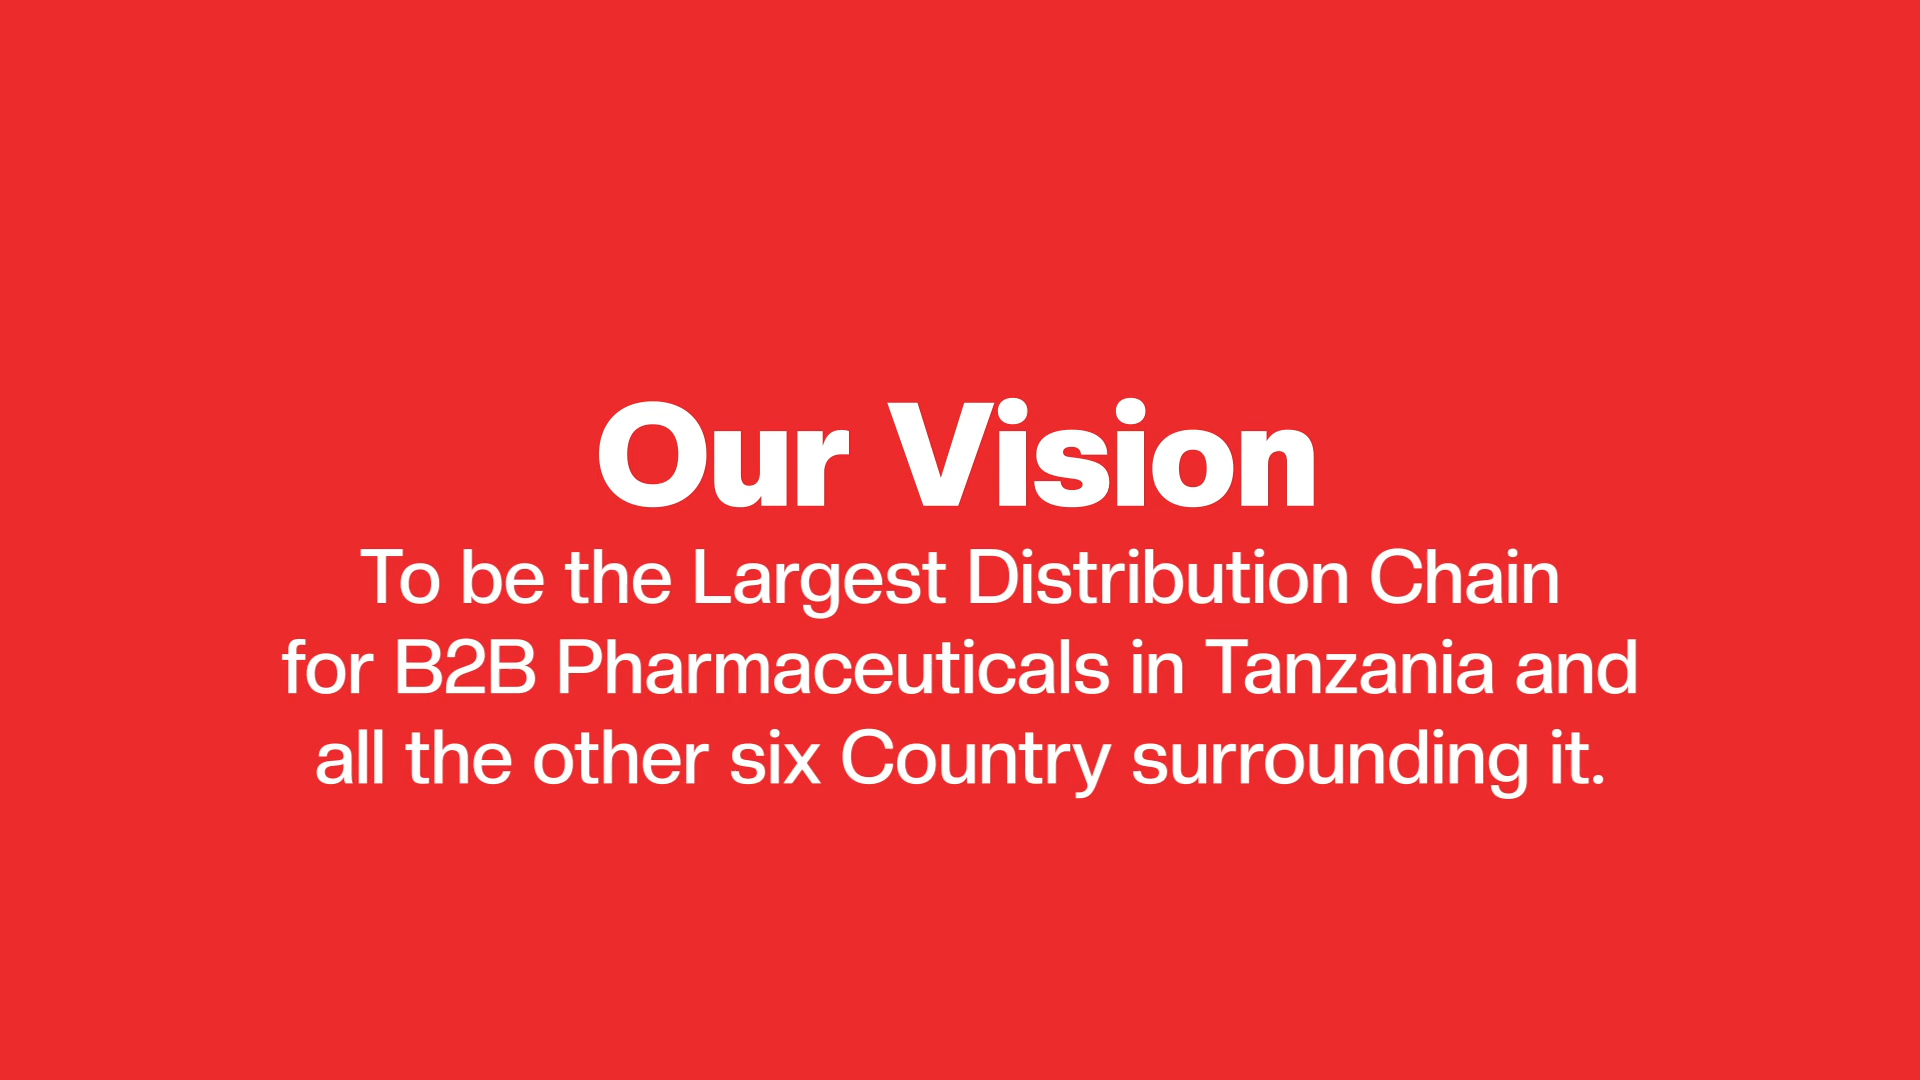 Our Vision
To be the Largest Distribution Chain
for B2B Pharmaceuticals in Tanzania and
all the other six Country surrounding it.